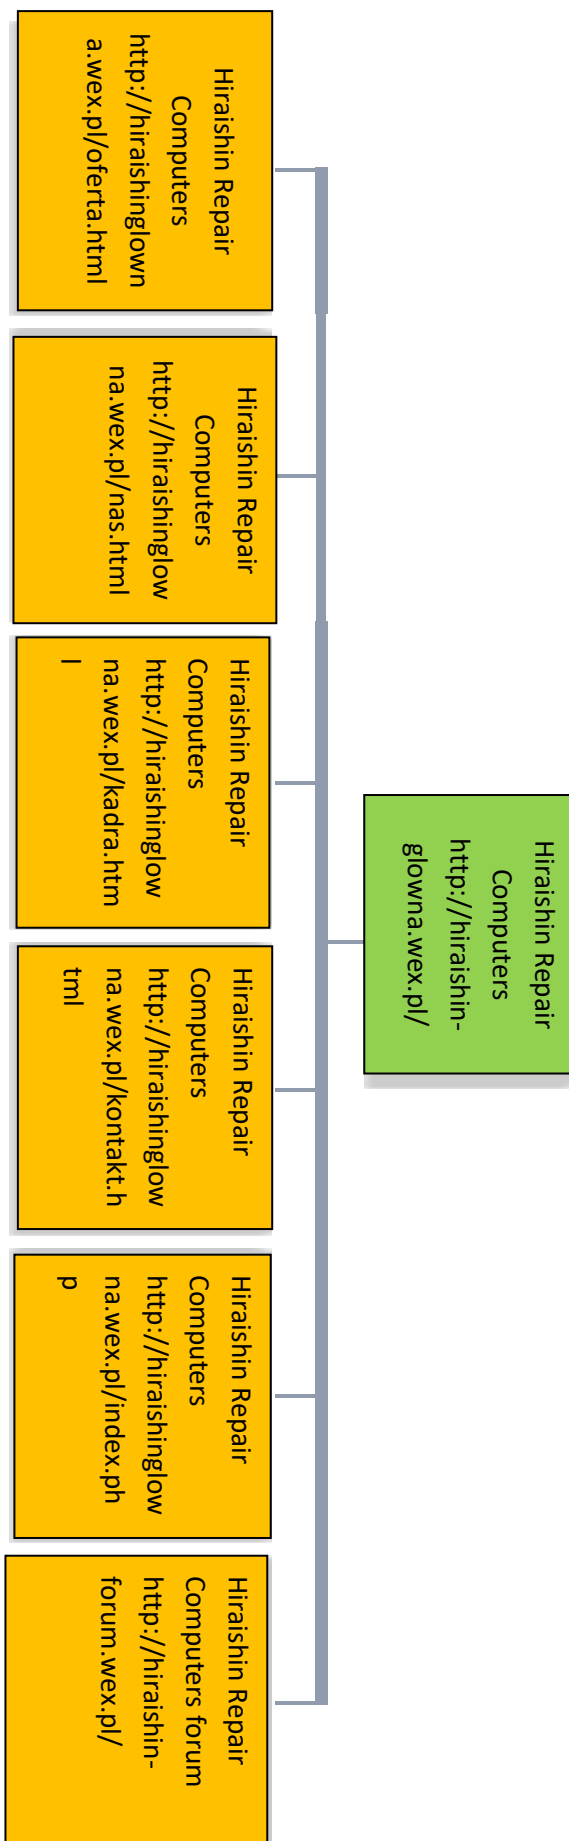 Hiraishin Repair
Computers
http://hiraishin-
glowna.wex.pl/
Hiraishin Repair
Computers
http://hiraishinglown
a.wex.pl/oferta.html
Hiraishin Repair
Computers
http://hiraishinglow
na.wex.pl/nas.html
Hiraishin Repair
Computers
http://hiraishinglow
na.wex.pl/kadra.htm
l
Hiraishin Repair
Computers
http://hiraishinglow
na.wex.pl/kontakt.h
tml
Hiraishin Repair
Computers
http://hiraishinglow
na.wex.pl/index.ph
p
Hiraishin Repair
Computers forum
http://hiraishin-
forum.wex.pl/